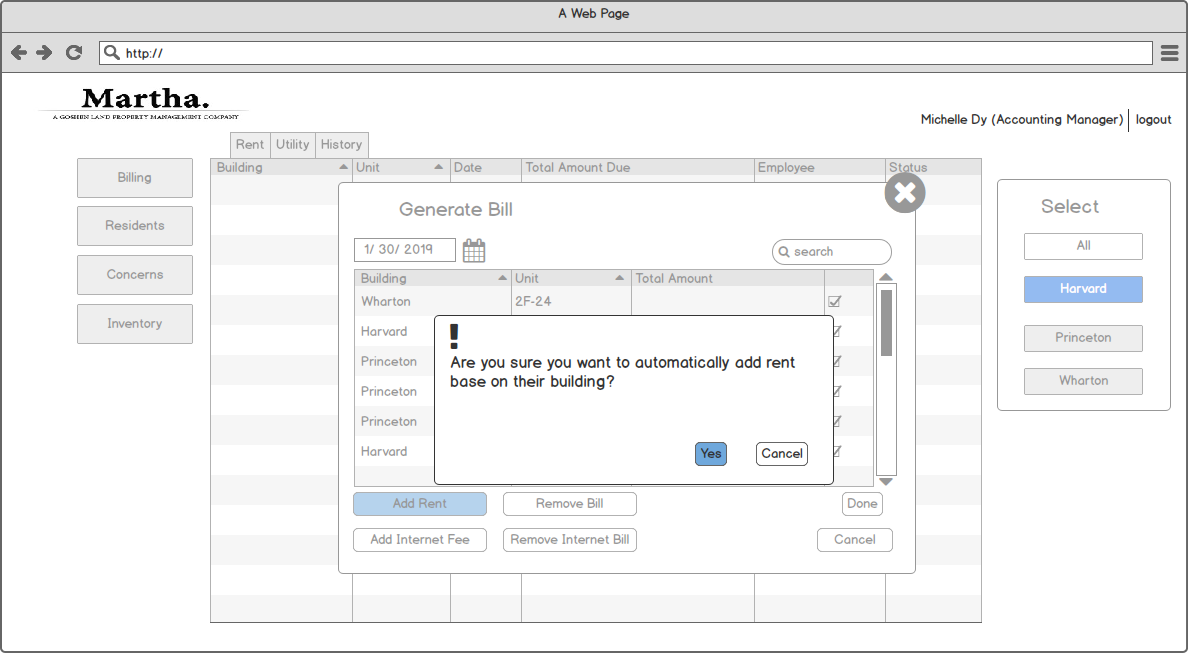 A Web Page
http://
Martha.
A GOSHEN LAND PROPERTY MANAGEMENT COMPANY
Michelle Dy (Accounting Manager) logout
Rent Utility History
Building Unit Date Total Amount Due Employee Status
Billing
Residents
Concerns
Inventory
Generate Bill
1/ 30/ 2019
search
Building Unit Total Amount
Wharton 2F-24
Harvard
Princeton
Princeton
Princeton
Harvard
!
Are you sure you want to automatically add rent
base on their building?
Yes Cancel
Add Rent Remove Bill Done
Add Internet Fee Remove Internet Bill Cancel
Select
All
Harvard
Princeton
Wharton